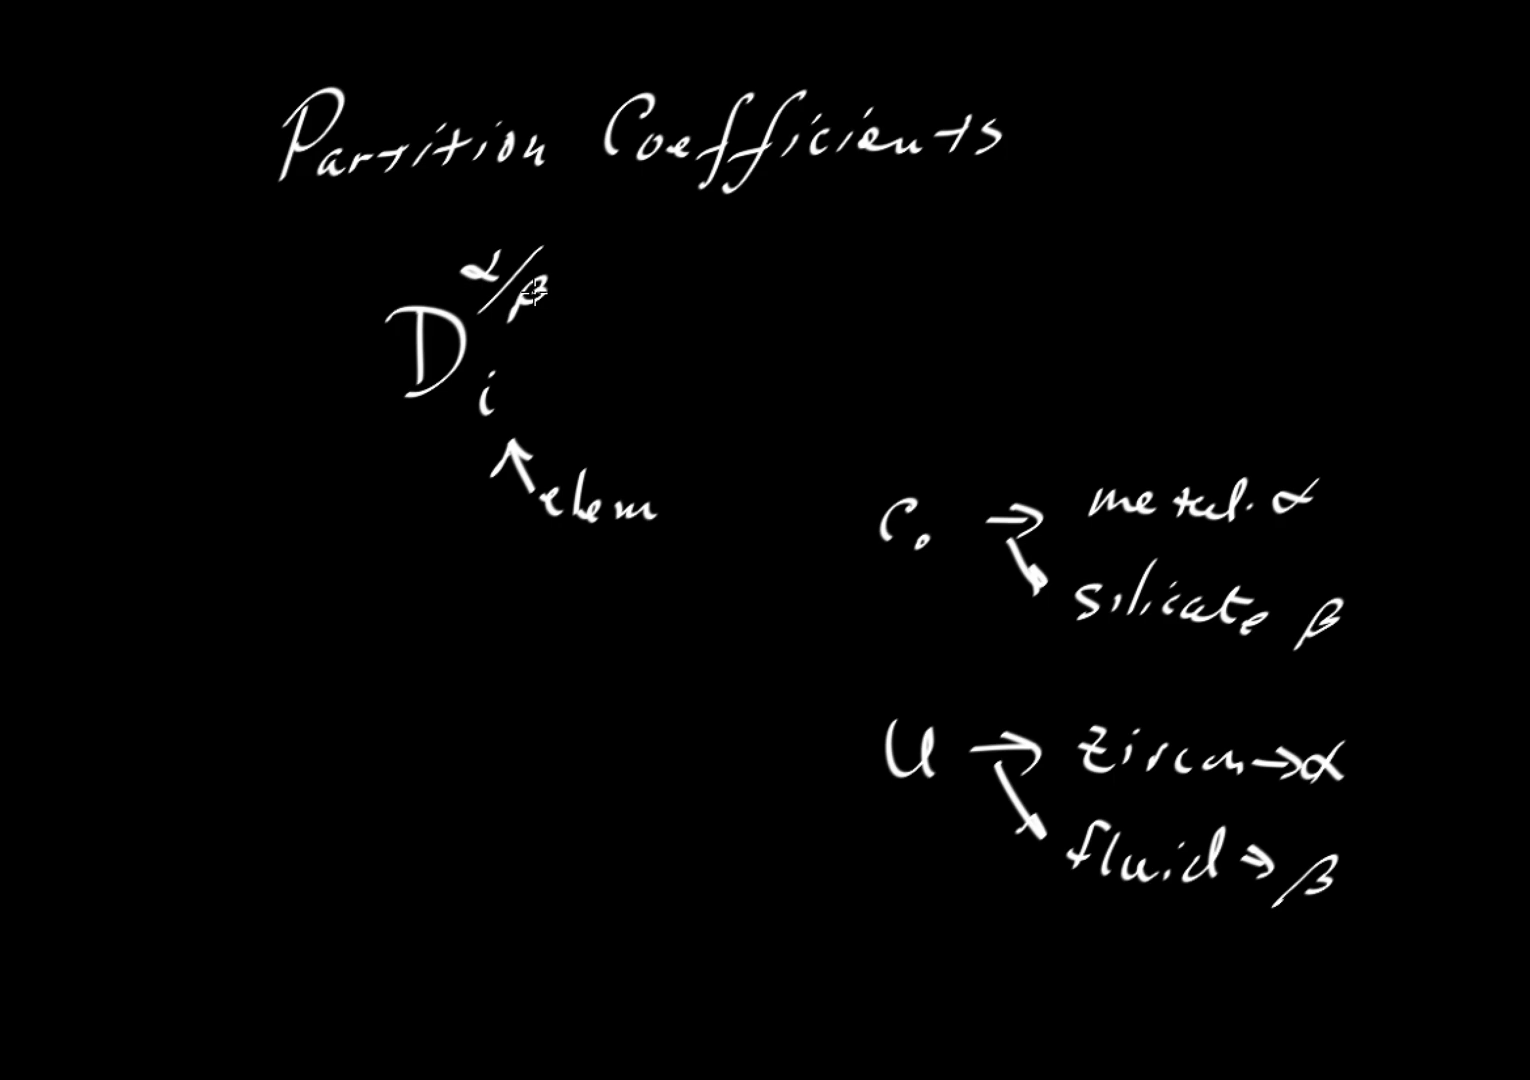 Partition Coefficients
D i α/β
elem
Co → metal. α
silicate β
U → Zircon → α
fluid → β